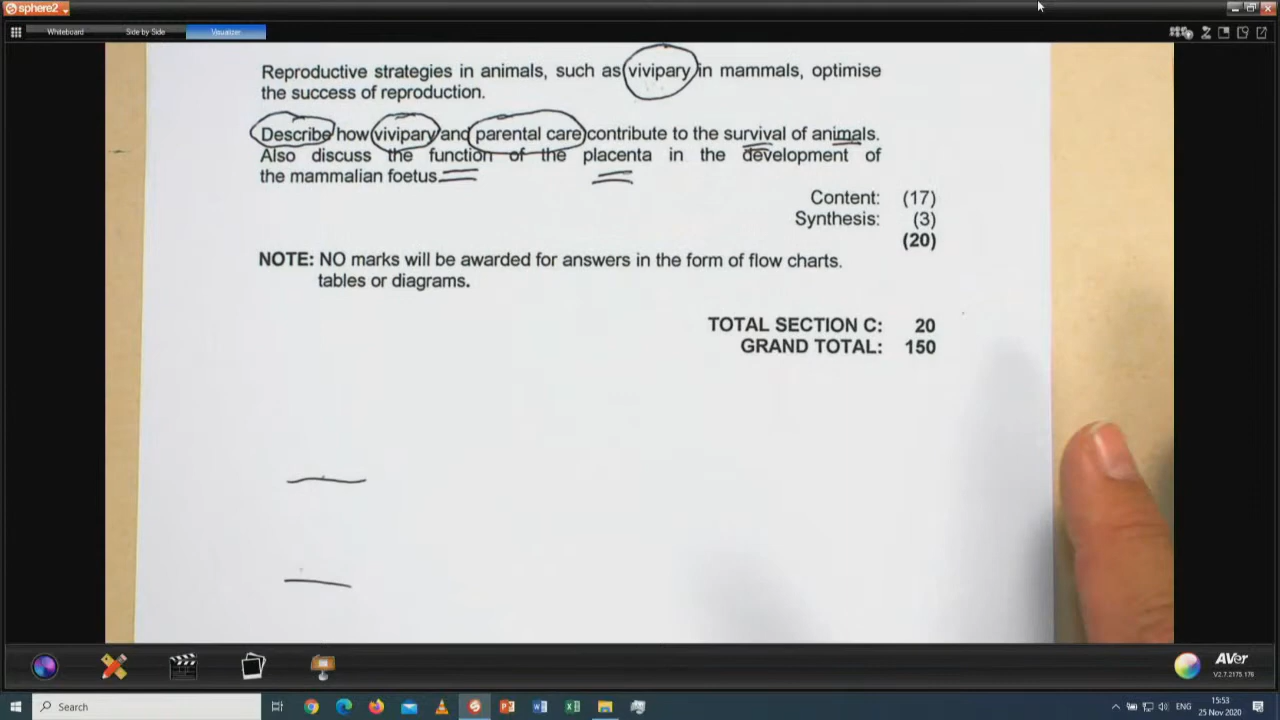 sphere2
Whiteboard
Side by Side
Visualizer
Reproductive strategies in animals, such as vivipary in mammals, optimise
the success of reproduction.
Describe how vivipary and parental care contribute to the survival of animals.
Also discuss the function of the placenta in the development of
the mammalian foetus.
Content: (17)
Synthesis: (3)
(20)
NOTE: NO marks will be awarded for answers in the form of flow charts.
tables or diagrams.
TOTAL SECTION C: 20
GRAND TOTAL: 150
AVer
V2.7.2175.178
Search
ENG
15:53
25 Nov 2020